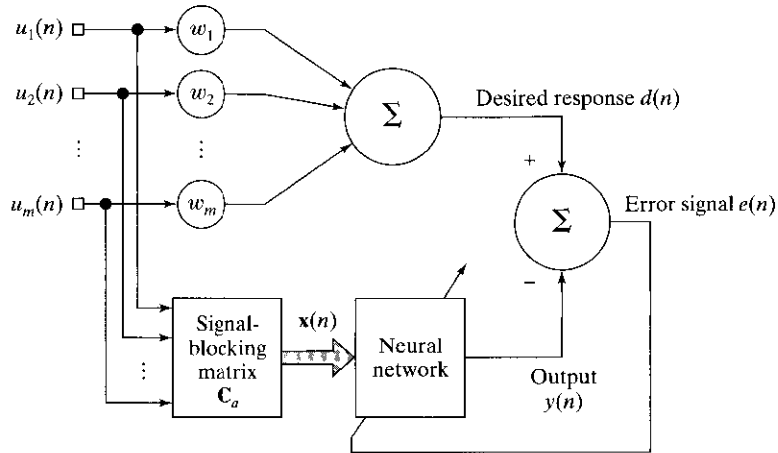 u₁(n)
w₁
u₂(n)
w₂
Σ
Desired response d(n)
⋮
⋮
+
uₘ(n)
wₘ
Σ
Error signal e(n)
−
Signal-
blocking
matrix
Cₐ
⋮
x(n)
Neural
network
Output
y(n)